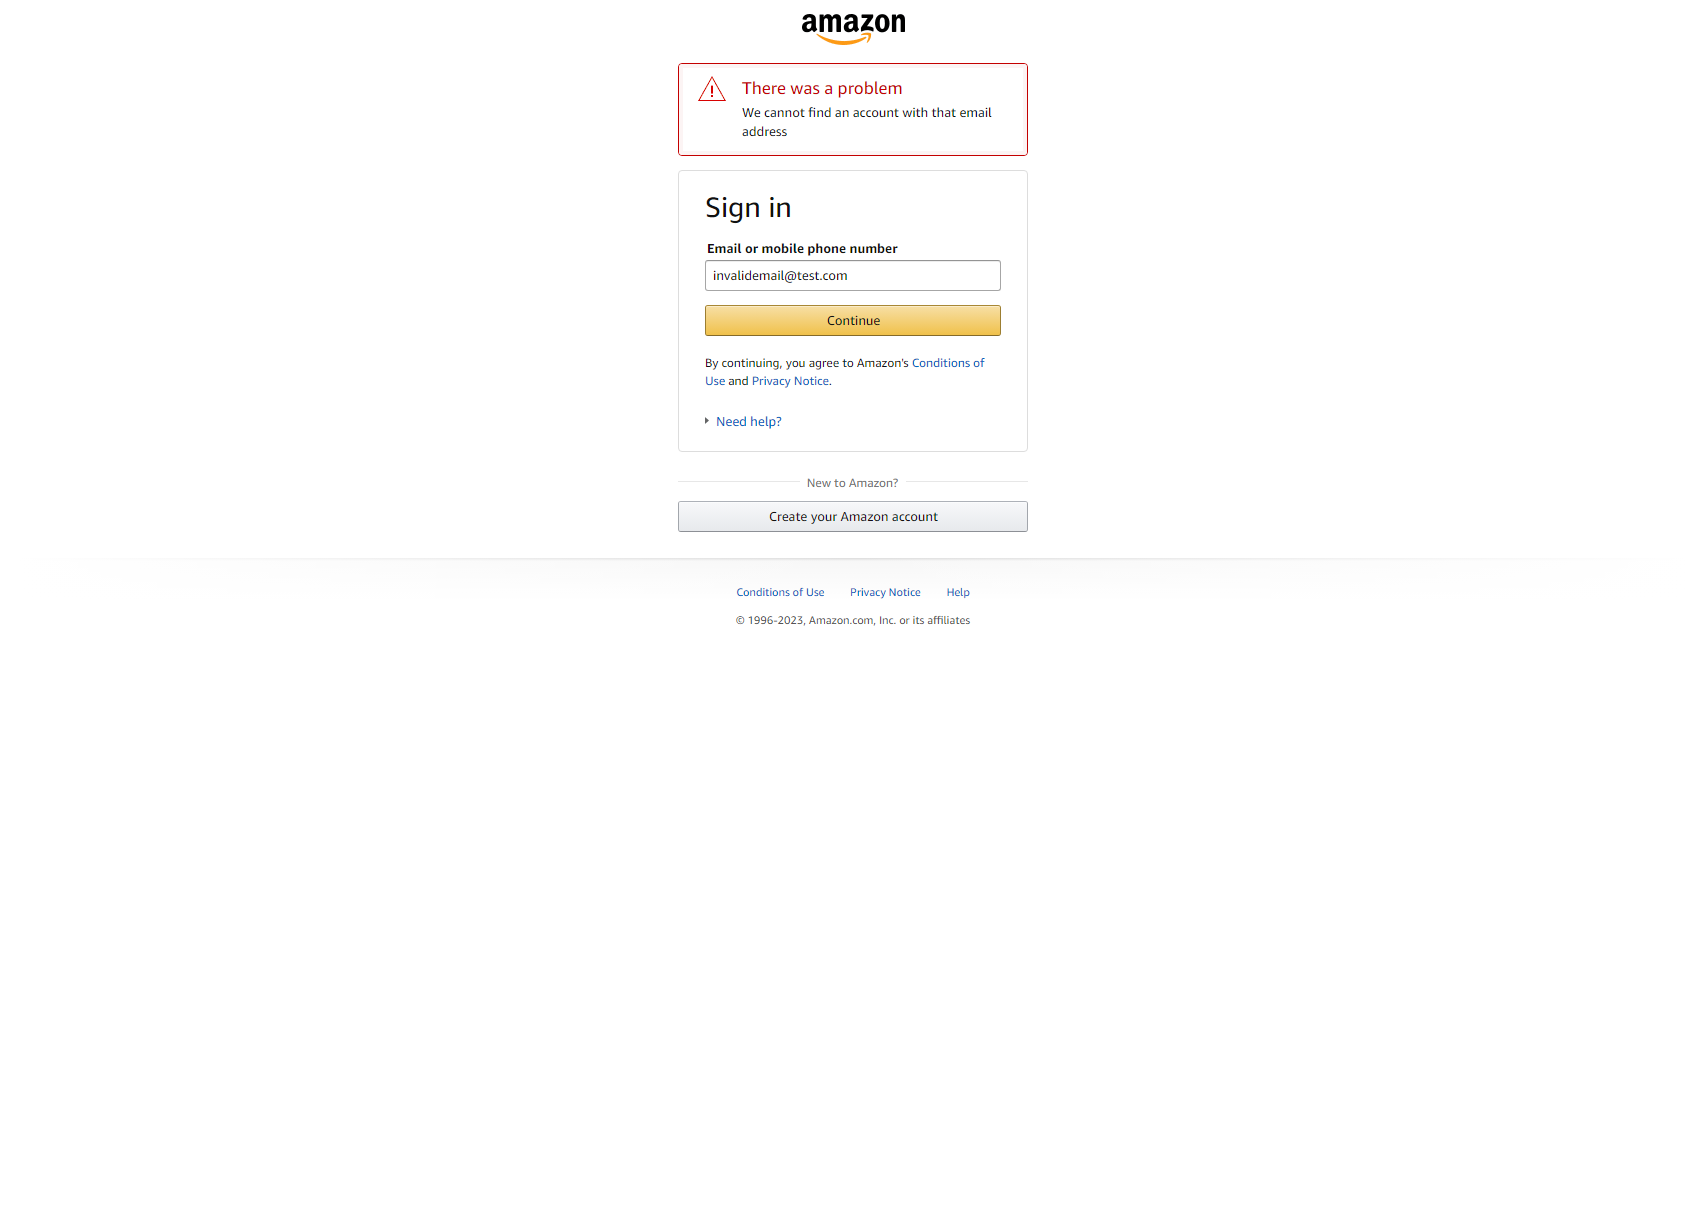 amazon
There was a problem
We cannot find an account with that email
address
Sign in
Email or mobile phone number
invalidemail@test.com
Continue
By continuing, you agree to Amazon's Conditions of
Use and Privacy Notice.
Need help?
New to Amazon?
Create your Amazon account
Conditions of Use Privacy Notice Help
© 1996-2023, Amazon.com, Inc. or its affiliates